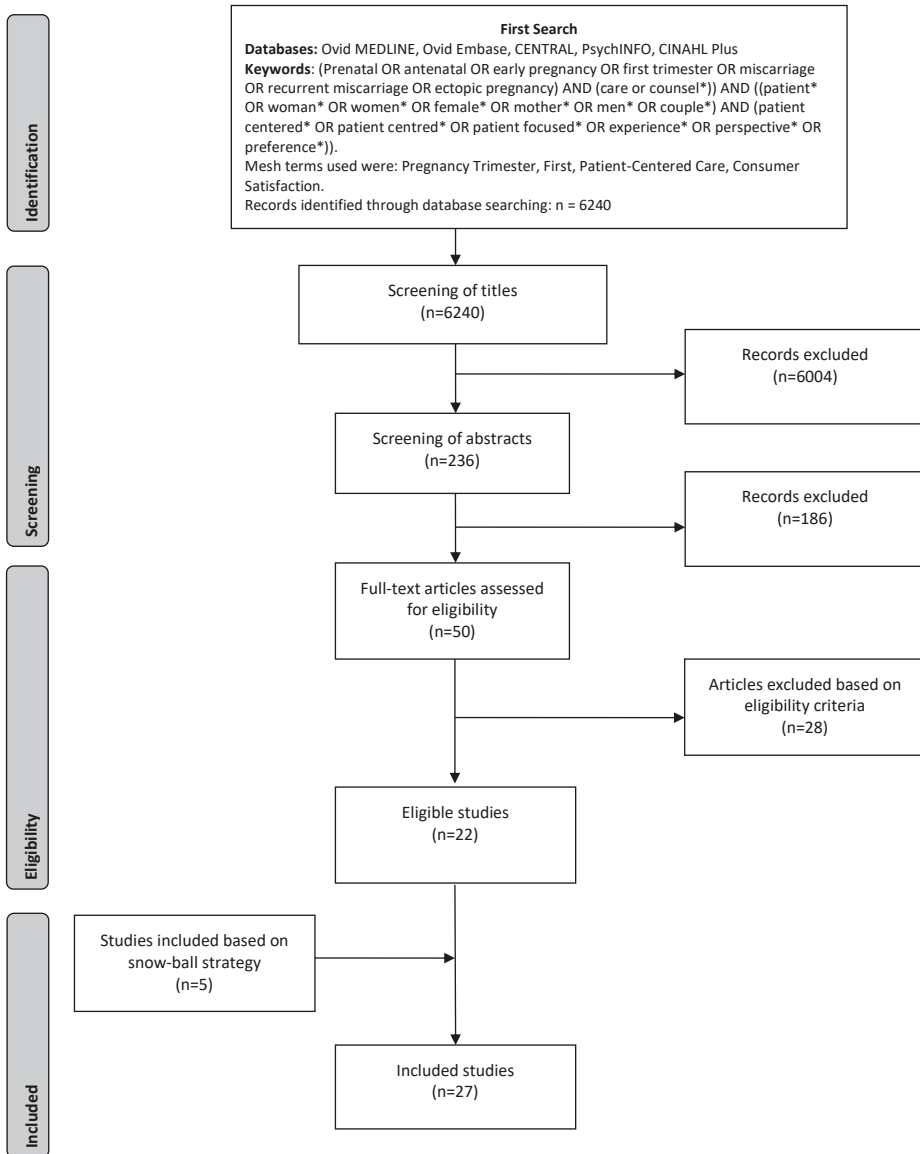 First Search
Databases: Ovid MEDLINE, Ovid Embase, CENTRAL, PsychINFO, CINAHL Plus
Keywords: (Prenatal OR antenatal OR early pregnancy OR first trimester OR miscarriage
OR recurrent miscarriage OR ectopic pregnancy) AND (care or counsel*)) AND ((patient*
OR woman* OR women* OR female* OR mother* OR men* OR couple*) AND (patient
centered* OR patient centred* OR patient focused* OR experience* OR perspective* OR
preference*)).
Mesh terms used were: Pregnancy Trimester, First, Patient-Centered Care, Consumer
Satisfaction.
Records identified through database searching: n = 6240
Identification
Screening of titles
(n=6240)
Records excluded
(n=6004)
Screening of abstracts
(n=236)
Records excluded
(n=186)
Screening
Full-text articles assessed
for eligibility
(n=50)
Articles excluded based on
eligibility criteria
(n=28)
Eligible studies
(n=22)
Eligibility
Studies included based on
snow-ball strategy
(n=5)
Included studies
(n=27)
Included